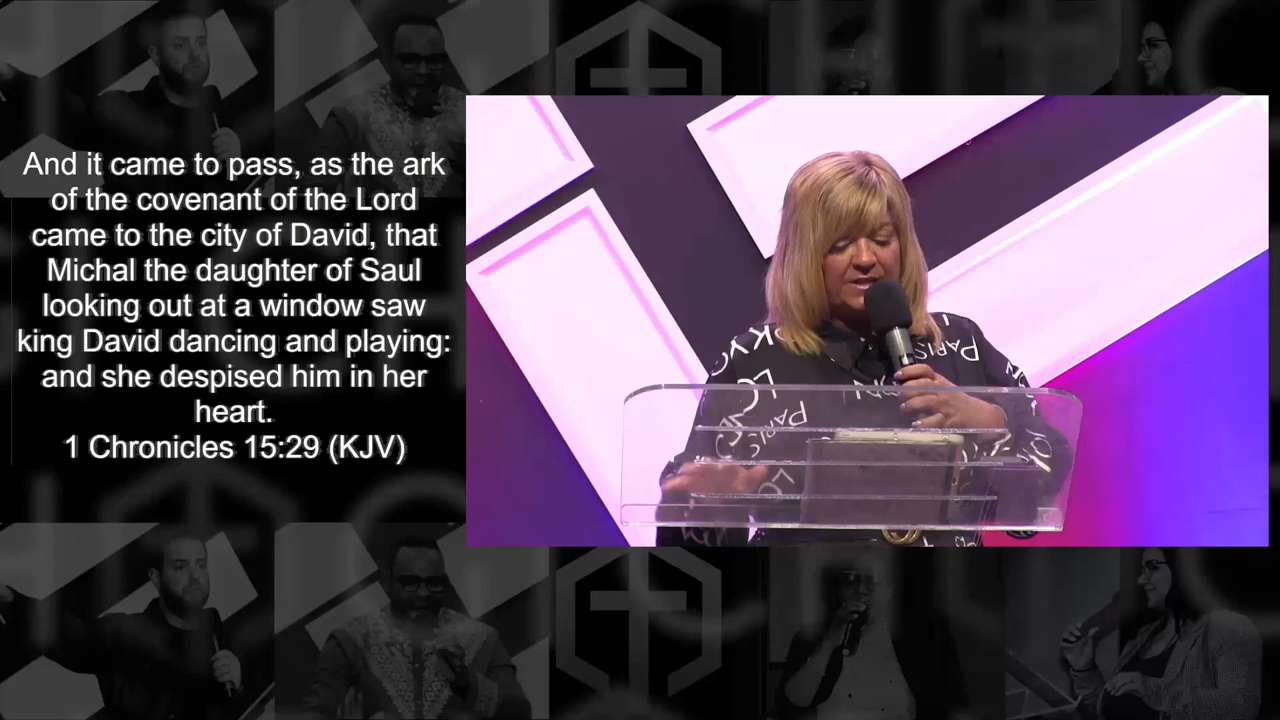 And it came to pass, as the ark
of the covenant of the Lord
came to the city of David, that
Michal the daughter of Saul
looking out at a window saw
king David dancing and playing:
and she despised him in her
heart.
1 Chronicles 15:29 (KJV)
PARIS
PARIS